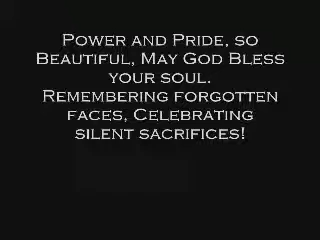 Power and Pride, so
Beautiful, May God Bless
your soul.
Remembering forgotten
faces, Celebrating
silent sacrifices!